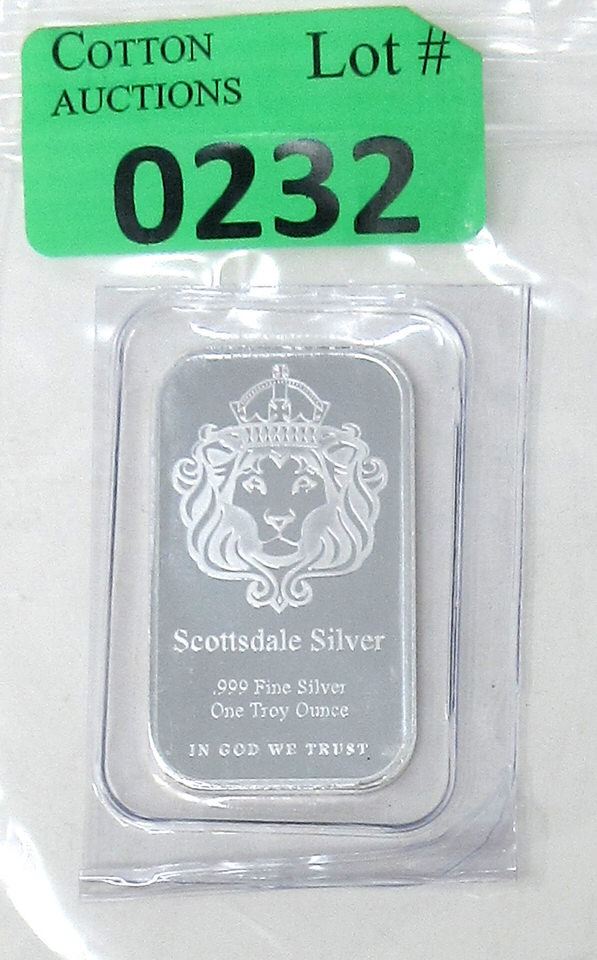 COTTON
AUCTIONS
Lot #
0232
Scottsdale Silver
.999 Fine Silver
One Troy Ounce
IN GOD WE TRUST